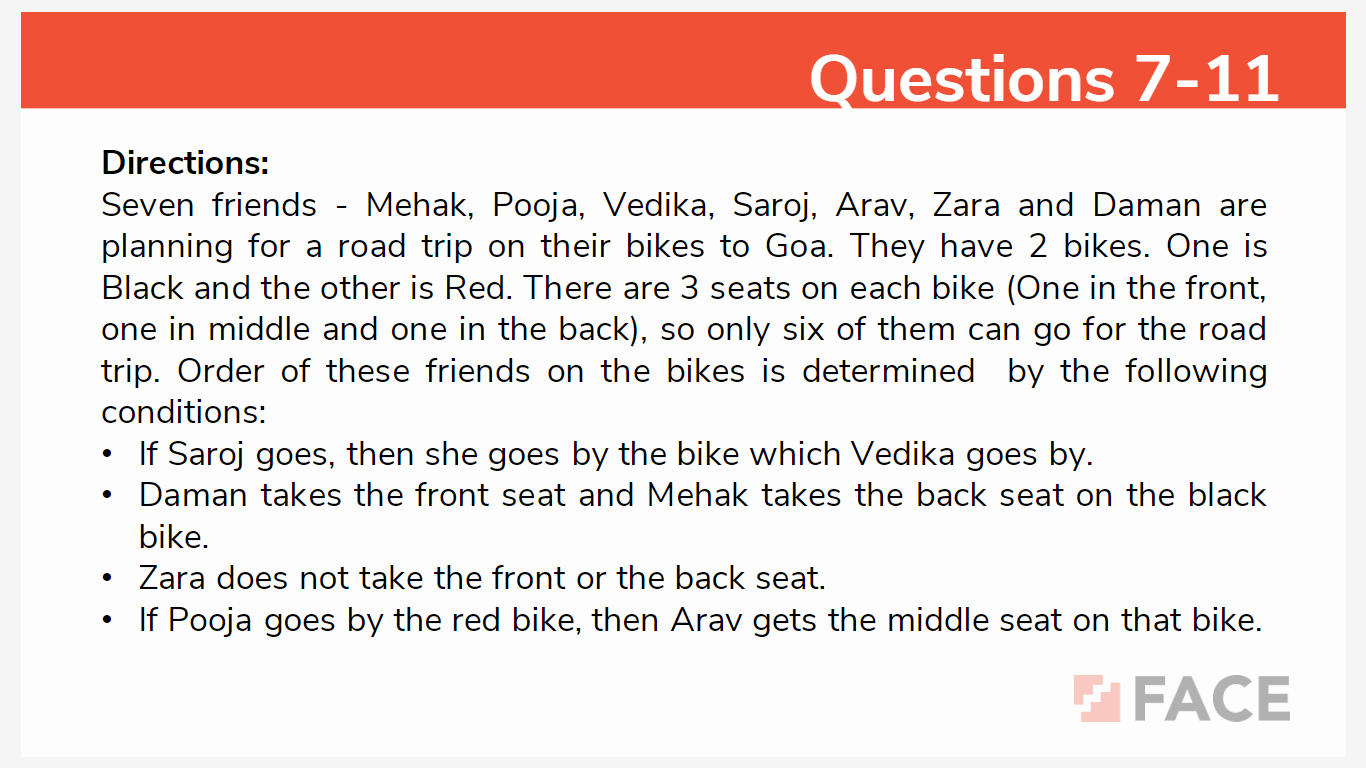 Questions 7-11
Directions:
Seven friends - Mehak, Pooja, Vedika, Saroj, Arav, Zara and Daman are
planning for a road trip on their bikes to Goa. They have 2 bikes. One is
Black and the other is Red. There are 3 seats on each bike (One in the front,
one in middle and one in the back), so only six of them can go for the road
trip. Order of these friends on the bikes is determined by the following
conditions:
• If Saroj goes, then she goes by the bike which Vedika goes by.
• Daman takes the front seat and Mehak takes the back seat on the black
bike.
• Zara does not take the front or the back seat.
• If Pooja goes by the red bike, then Arav gets the middle seat on that bike.
FACE